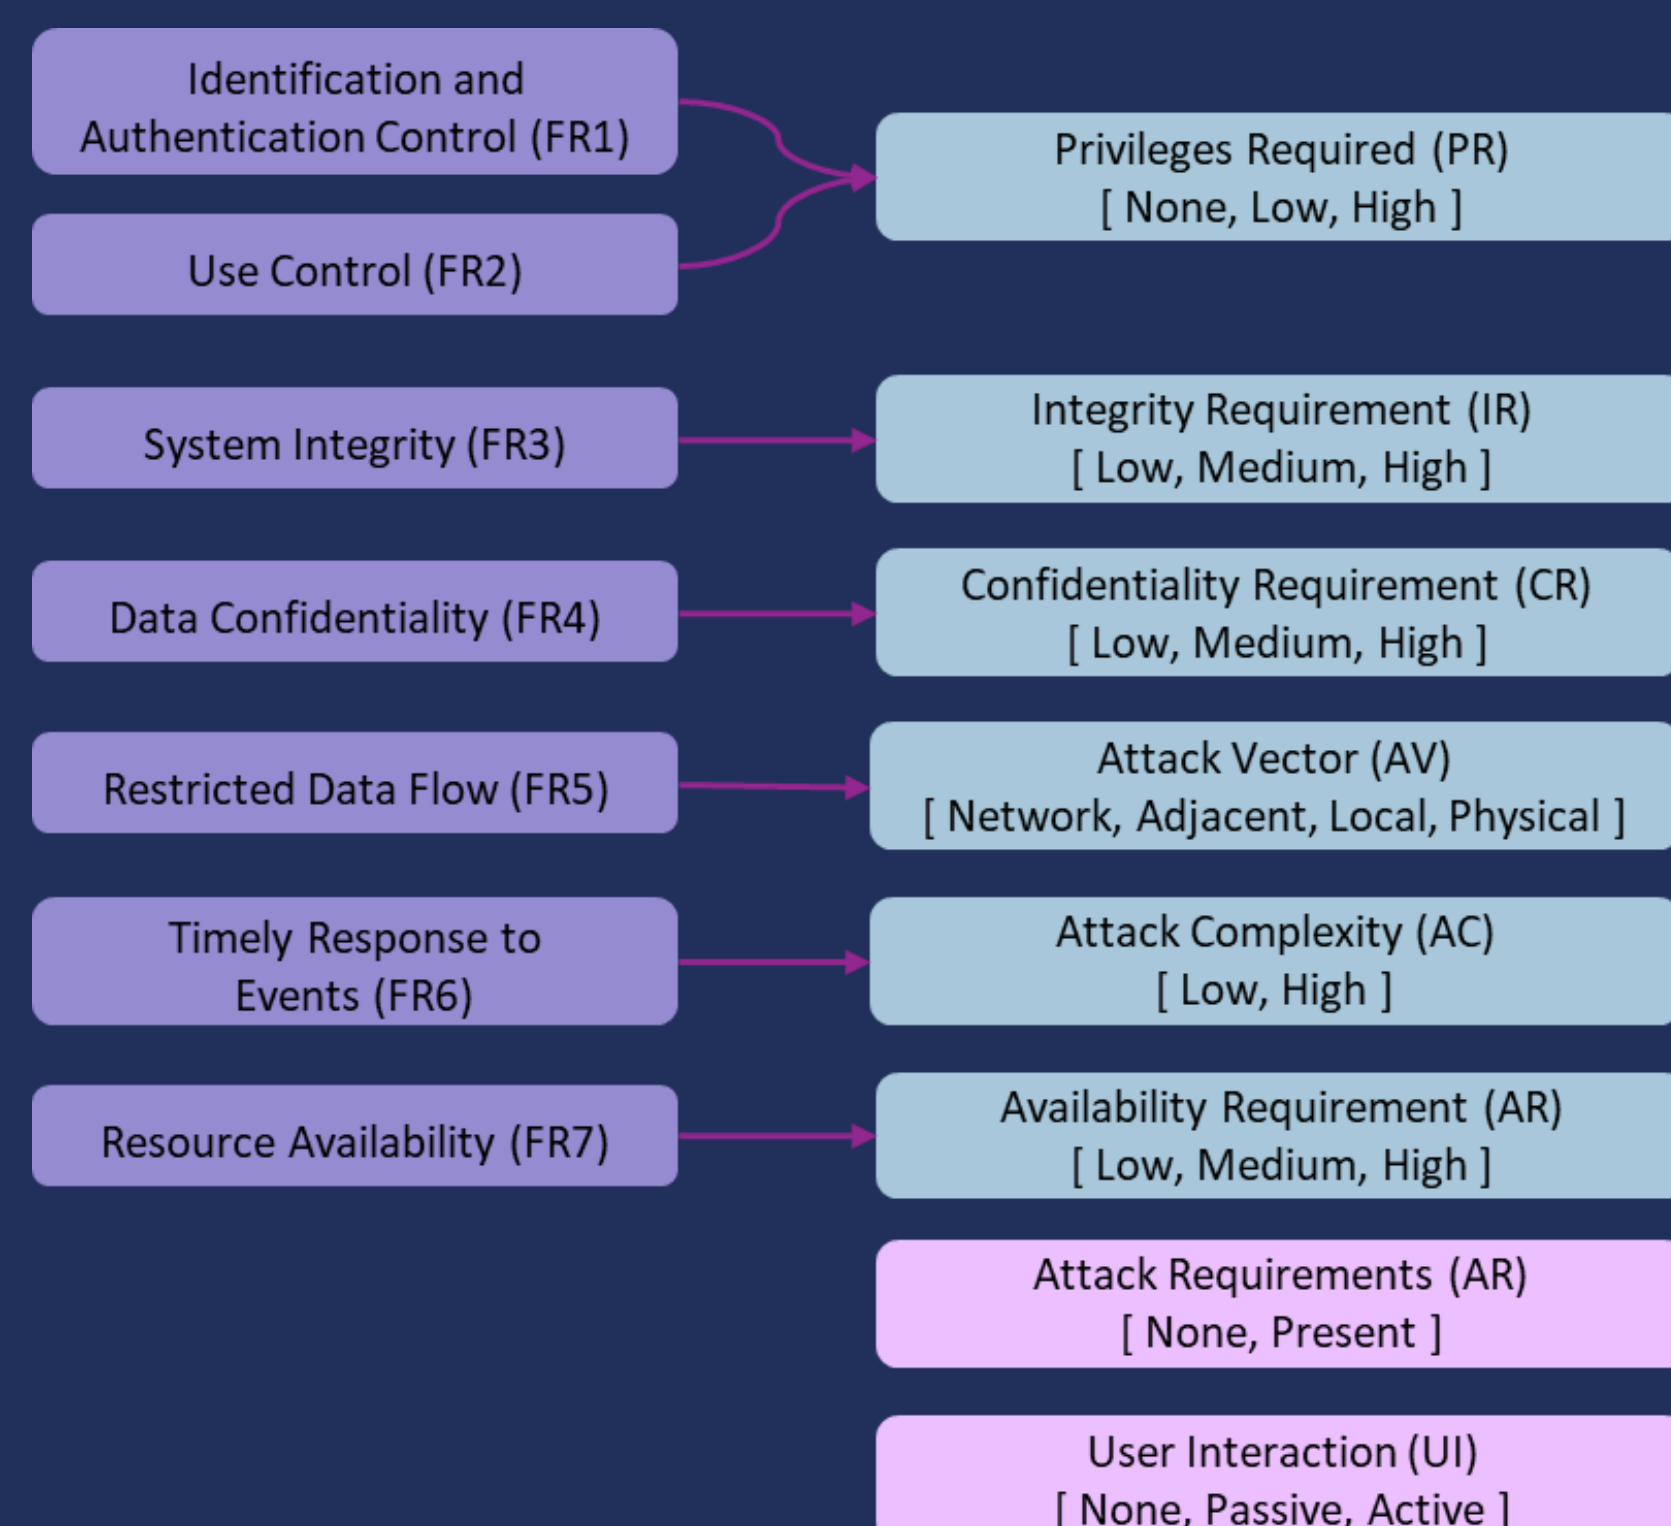 Identification and
Authentication Control (FR1)
Privileges Required (PR)
[ None, Low, High ]
Use Control (FR2)
System Integrity (FR3)
Integrity Requirement (IR)
[ Low, Medium, High ]
Data Confidentiality (FR4)
Confidentiality Requirement (CR)
[ Low, Medium, High ]
Restricted Data Flow (FR5)
Attack Vector (AV)
[ Network, Adjacent, Local, Physical ]
Timely Response to
Events (FR6)
Attack Complexity (AC)
[ Low, High ]
Resource Availability (FR7)
Availability Requirement (AR)
[ Low, Medium, High ]
Attack Requirements (AR)
[ None, Present ]
User Interaction (UI)
[ None, Passive, Active ]